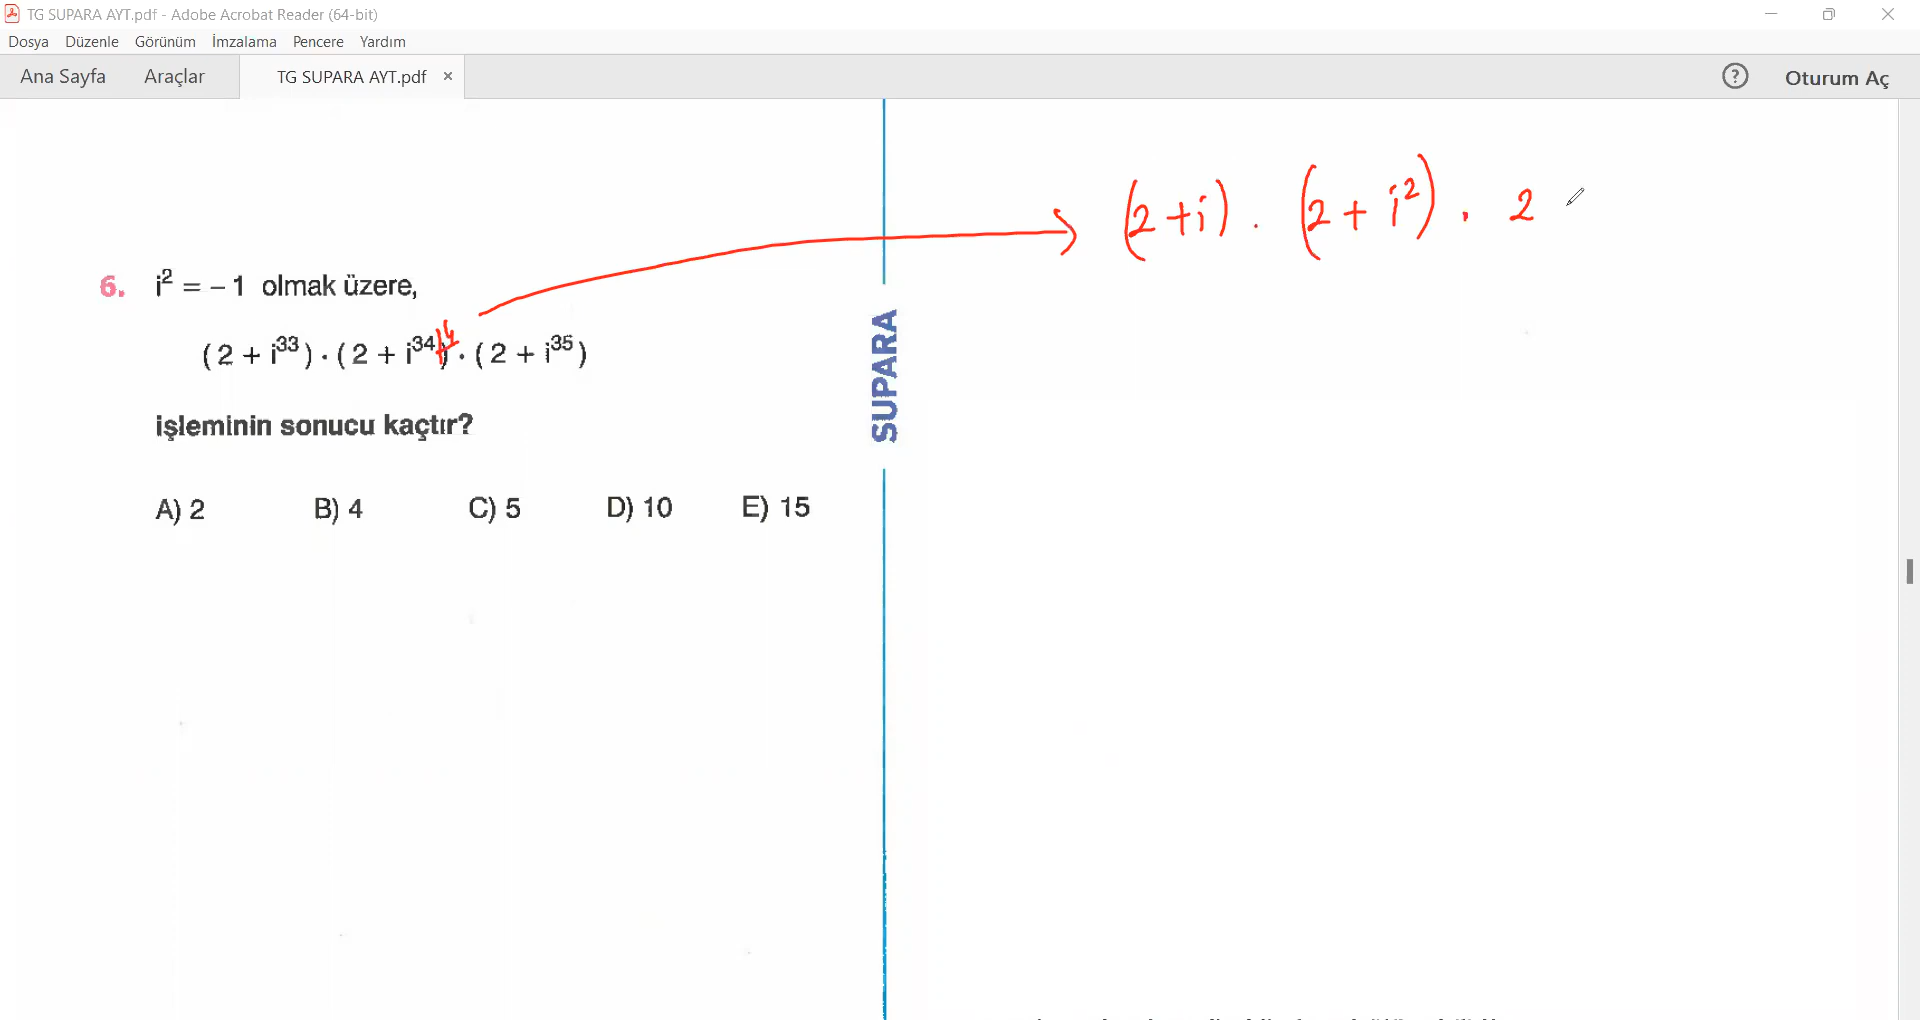 TG SUPARA AYT.pdf - Adobe Acrobat Reader (64-bit)
Dosya Düzenle Görünüm İmzalama Pencere Yardım
Ana Sayfa Araçlar TG SUPARA AYT.pdf × ? Oturum Aç
(2+i) . (2 + i²) . 2
6. i² = – 1 olmak üzere,
(2 + i³³) · (2 + i³⁴) · (2 + i³⁵)
işleminin sonucu kaçtır?
A) 2 B) 4 C) 5 D) 10 E) 15
SUPARA